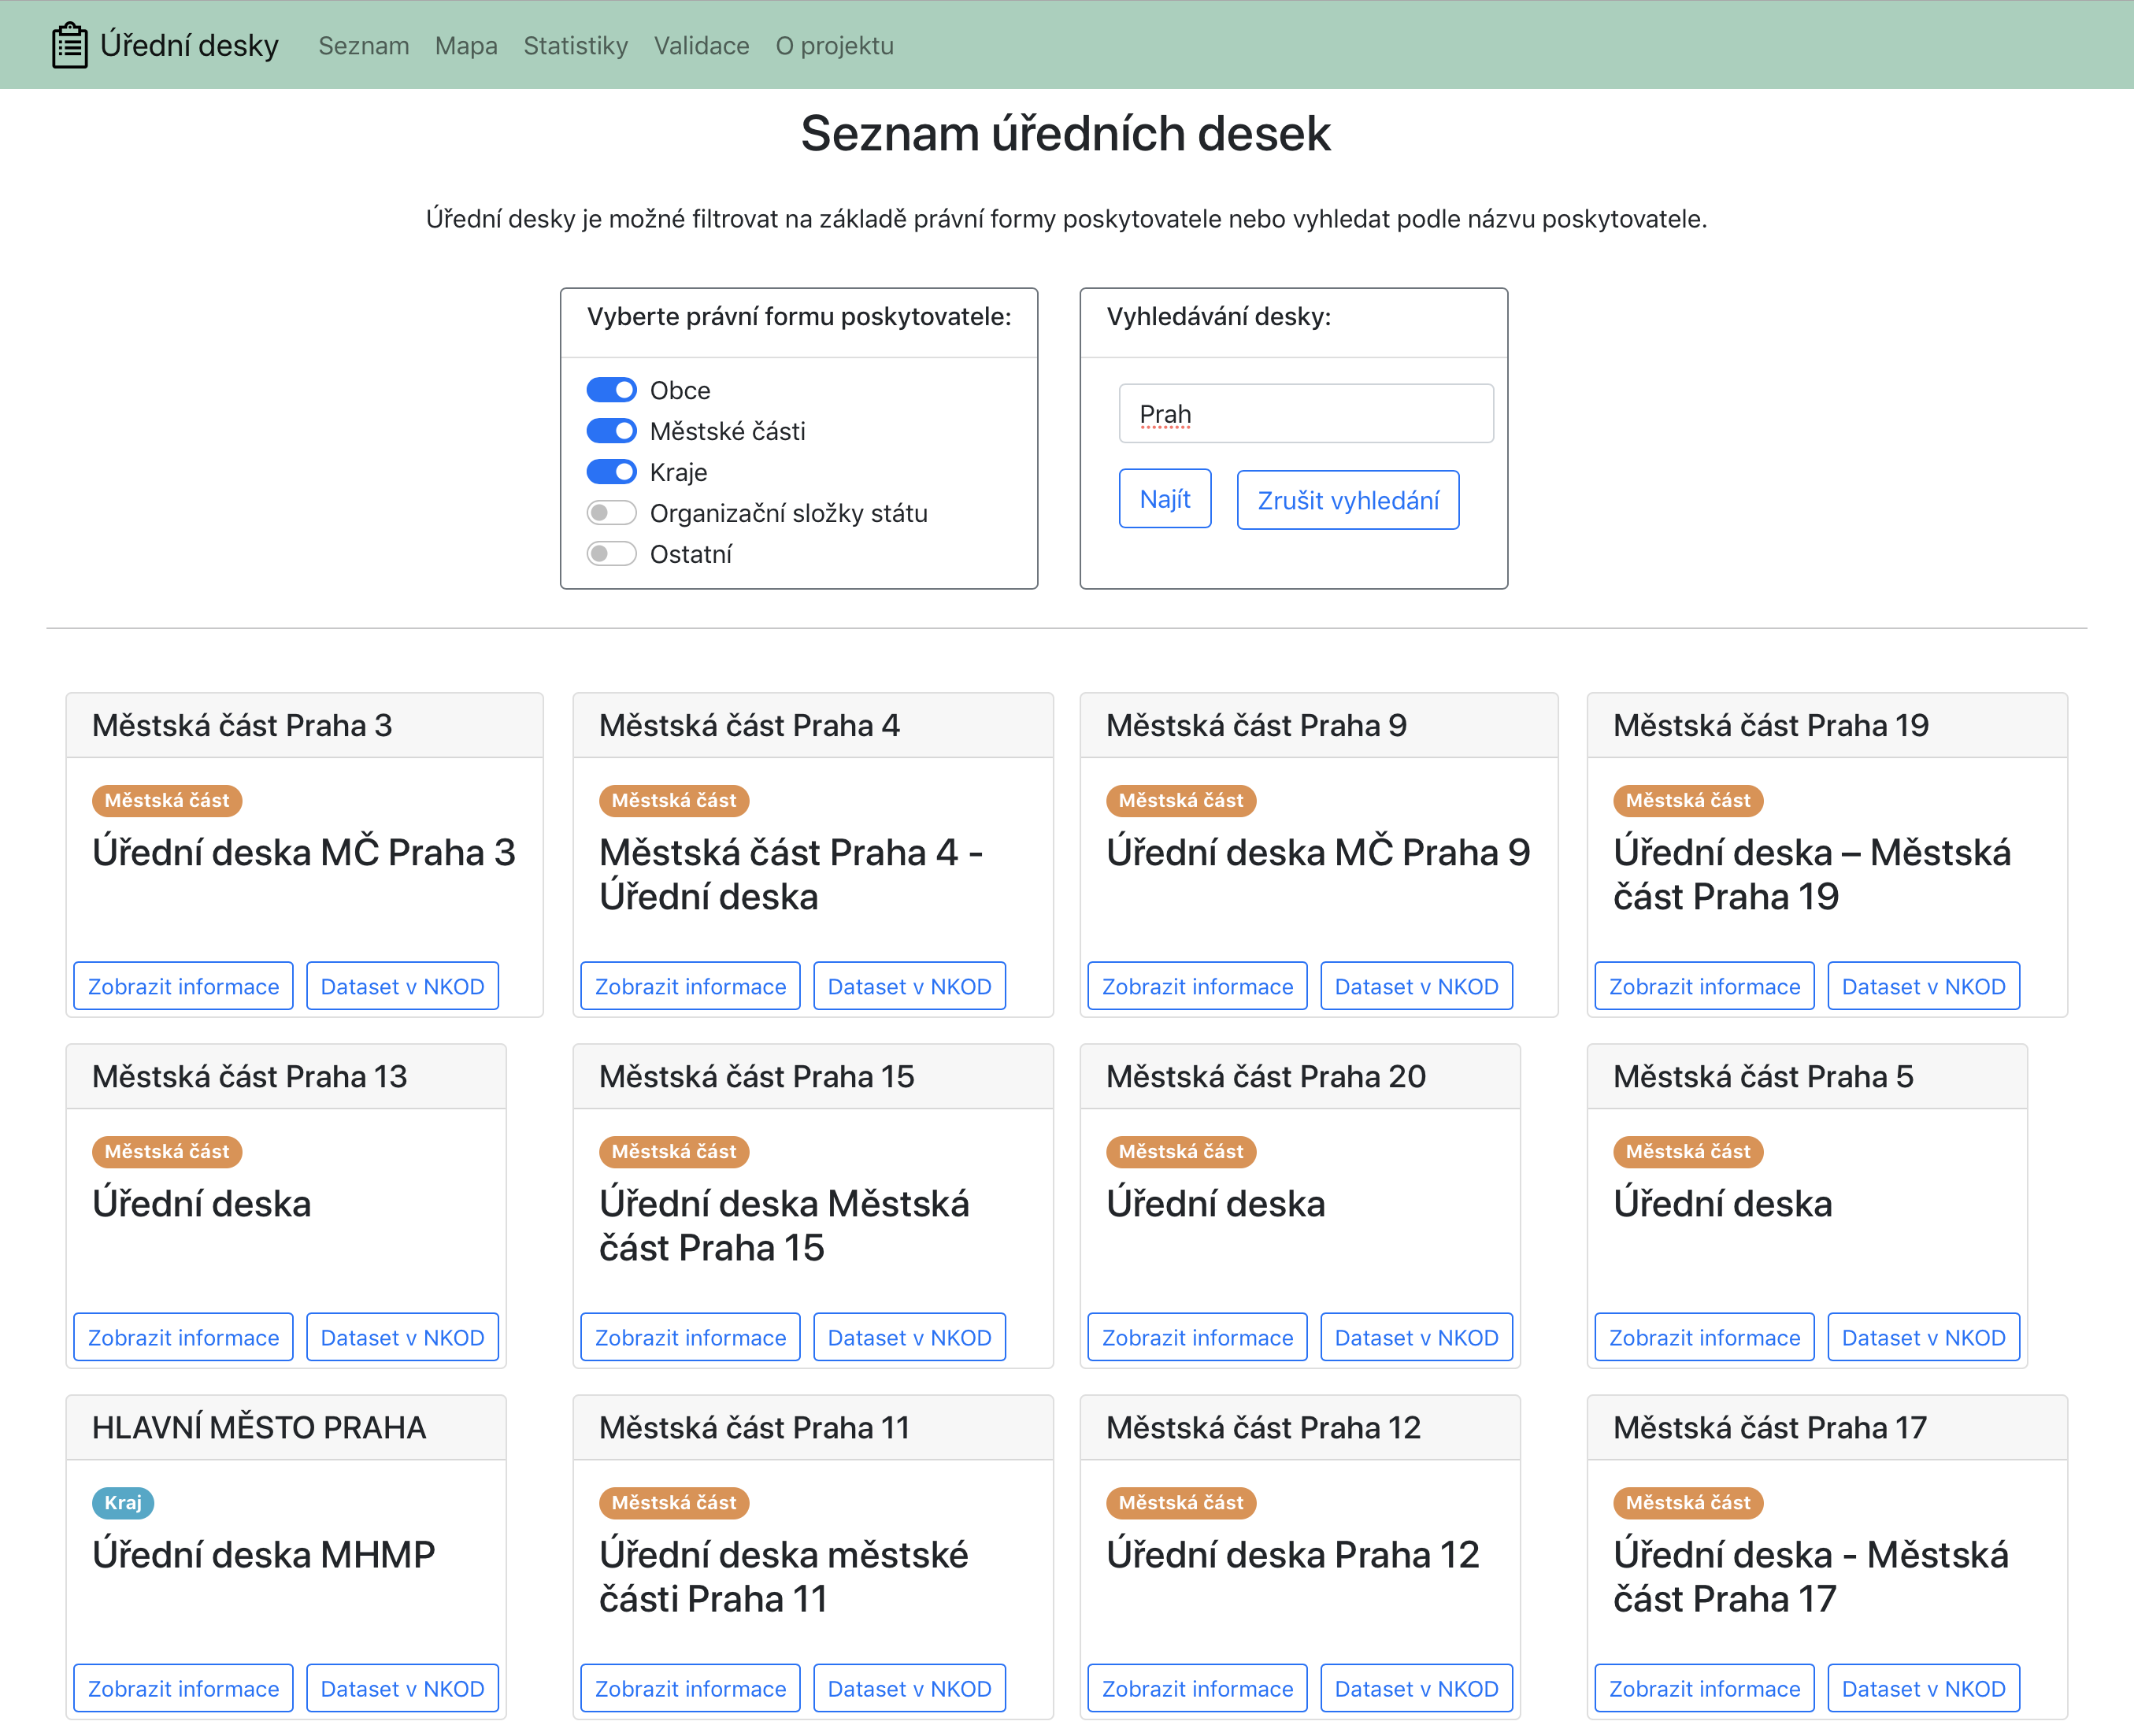 Úřední desky
Seznam
Mapa
Statistiky
Validace
O projektu
Seznam úředních desek
Úřední desky je možné filtrovat na základě právní formy poskytovatele nebo vyhledat podle názvu poskytovatele.
Vyberte právní formu poskytovatele:
Obce
Městské části
Kraje
Organizační složky státu
Ostatní
Vyhledávání desky:
Prah
Najít
Zrušit vyhledání
Městská část Praha 3
Městská část
Úřední deska MČ Praha 3
Zobrazit informace
Dataset v NKOD
Městská část Praha 4
Městská část
Městská část Praha 4 -
Úřední deska
Zobrazit informace
Dataset v NKOD
Městská část Praha 9
Městská část
Úřední deska MČ Praha 9
Zobrazit informace
Dataset v NKOD
Městská část Praha 19
Městská část
Úřední deska – Městská
část Praha 19
Zobrazit informace
Dataset v NKOD
Městská část Praha 13
Městská část
Úřední deska
Zobrazit informace
Dataset v NKOD
Městská část Praha 15
Městská část
Úřední deska Městská
část Praha 15
Zobrazit informace
Dataset v NKOD
Městská část Praha 20
Městská část
Úřední deska
Zobrazit informace
Dataset v NKOD
Městská část Praha 5
Městská část
Úřední deska
Zobrazit informace
Dataset v NKOD
HLAVNÍ MĚSTO PRAHA
Kraj
Úřední deska MHMP
Zobrazit informace
Dataset v NKOD
Městská část Praha 11
Městská část
Úřední deska městské
části Praha 11
Zobrazit informace
Dataset v NKOD
Městská část Praha 12
Městská část
Úřední deska Praha 12
Zobrazit informace
Dataset v NKOD
Městská část Praha 17
Městská část
Úřední deska - Městská
část Praha 17
Zobrazit informace
Dataset v NKOD